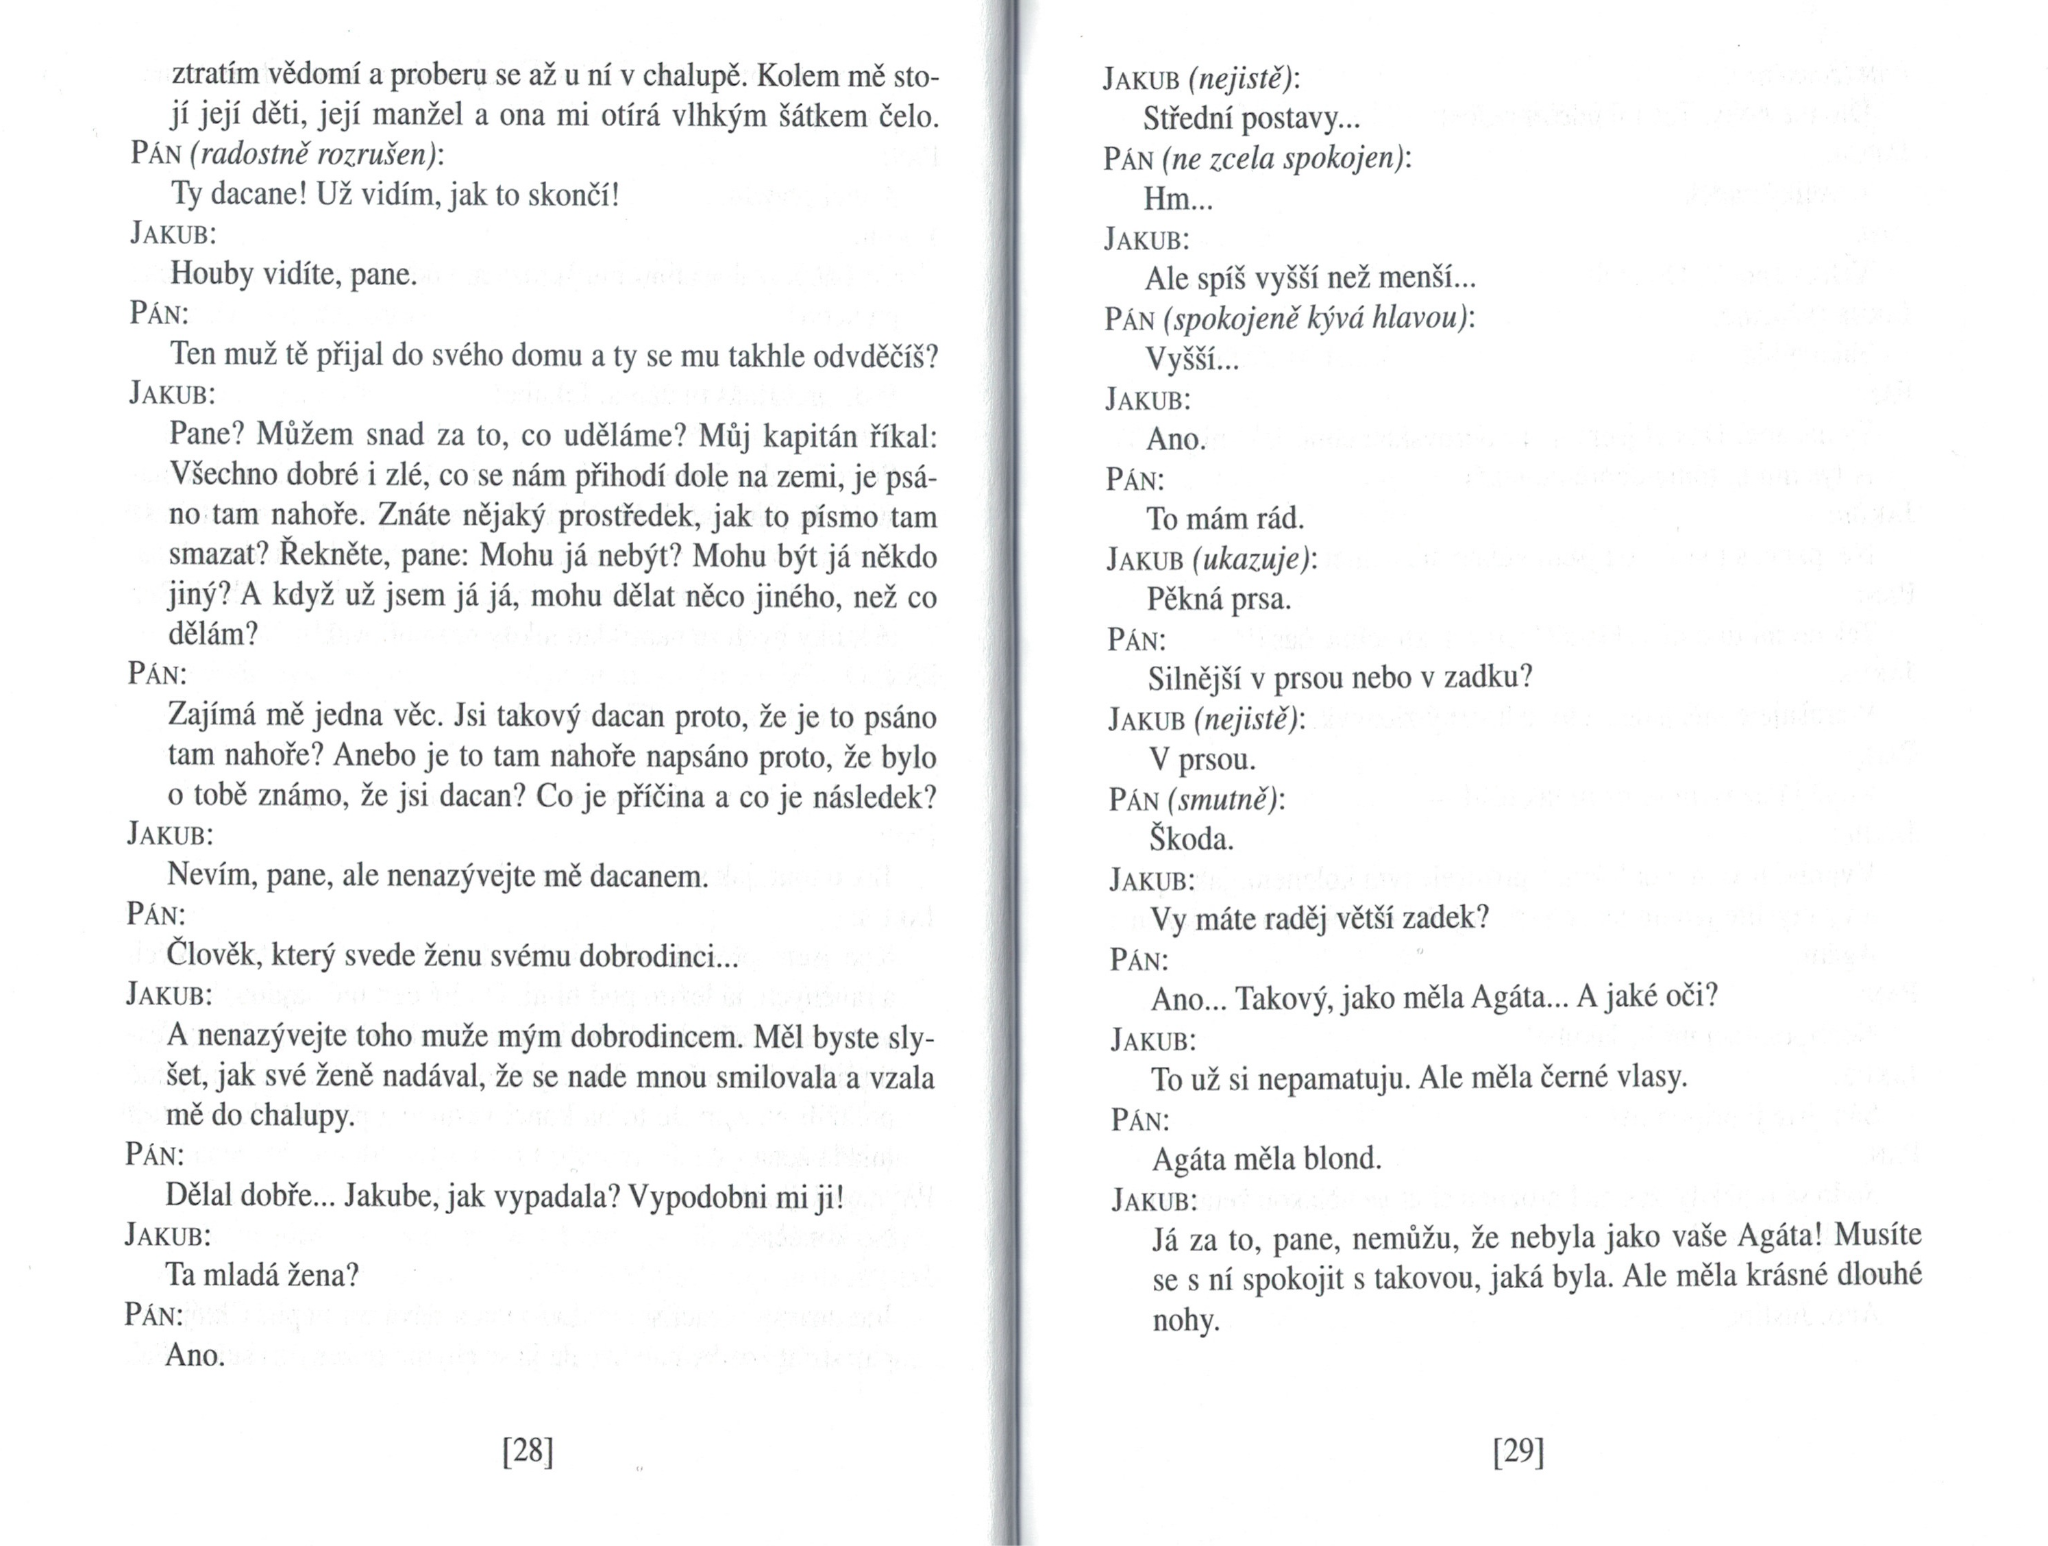 ztratím vědomí a proberu se až u ní v chalupě. Kolem mě sto-
jí její děti, její manžel a ona mi otírá vlhkým šátkem čelo.
PÁN (radostně rozrušen):
Ty dacane! Už vidím, jak to skončí!
JAKUB:
Houby vidíte, pane.
PÁN:
Ten muž tě přijal do svého domu a ty se mu takhle odvděčíš?
JAKUB:
Pane? Můžem snad za to, co uděláme? Můj kapitán říkal:
Všechno dobré i zlé, co se nám přihodí dole na zemi, je psá-
no tam nahoře. Znáte nějaký prostředek, jak to písmo tam
smazat? Řekněte, pane: Mohu já nebýt? Mohu být já někdo
jiný? A když už jsem já já, mohu dělat něco jiného, než co
dělám?
PÁN:
Zajímá mě jedna věc. Jsi takový dacan proto, že je to psáno
tam nahoře? Anebo je to tam nahoře napsáno proto, že bylo
o tobě známo, že jsi dacan? Co je příčina a co je následek?
JAKUB:
Nevím, pane, ale nenazývejte mě dacanem.
PÁN:
Člověk, který svede ženu svému dobrodinci...
JAKUB:
A nenazývejte toho muže mým dobrodincem. Měl byste sly-
šet, jak své ženě nadával, že se nade mnou smilovala a vzala
mě do chalupy.
PÁN:
Dělal dobře... Jakube, jak vypadala? Vypodobni mi ji!
JAKUB:
Ta mladá žena?
PÁN:
Ano.
[28]
JAKUB (nejistě):
Střední postavy...
PÁN (ne zcela spokojen):
Hm...
JAKUB:
Ale spíš vyšší než menší...
PÁN (spokojeně kývá hlavou):
Vyšší...
JAKUB:
Ano.
PÁN:
To mám rád.
JAKUB (ukazuje):
Pěkná prsa.
PÁN:
Silnější v prsou nebo v zadku?
JAKUB (nejistě):
V prsou.
PÁN (smutně):
Škoda.
JAKUB:
Vy máte raděj větší zadek?
PÁN:
Ano... Takový, jako měla Agáta... A jaké oči?
JAKUB:
To už si nepamatuju. Ale měla černé vlasy.
PÁN:
Agáta měla blond.
JAKUB:
Já za to, pane, nemůžu, že nebyla jako vaše Agáta! Musíte
se s ní spokojit s takovou, jaká byla. Ale měla krásné dlouhé
nohy.
[29]